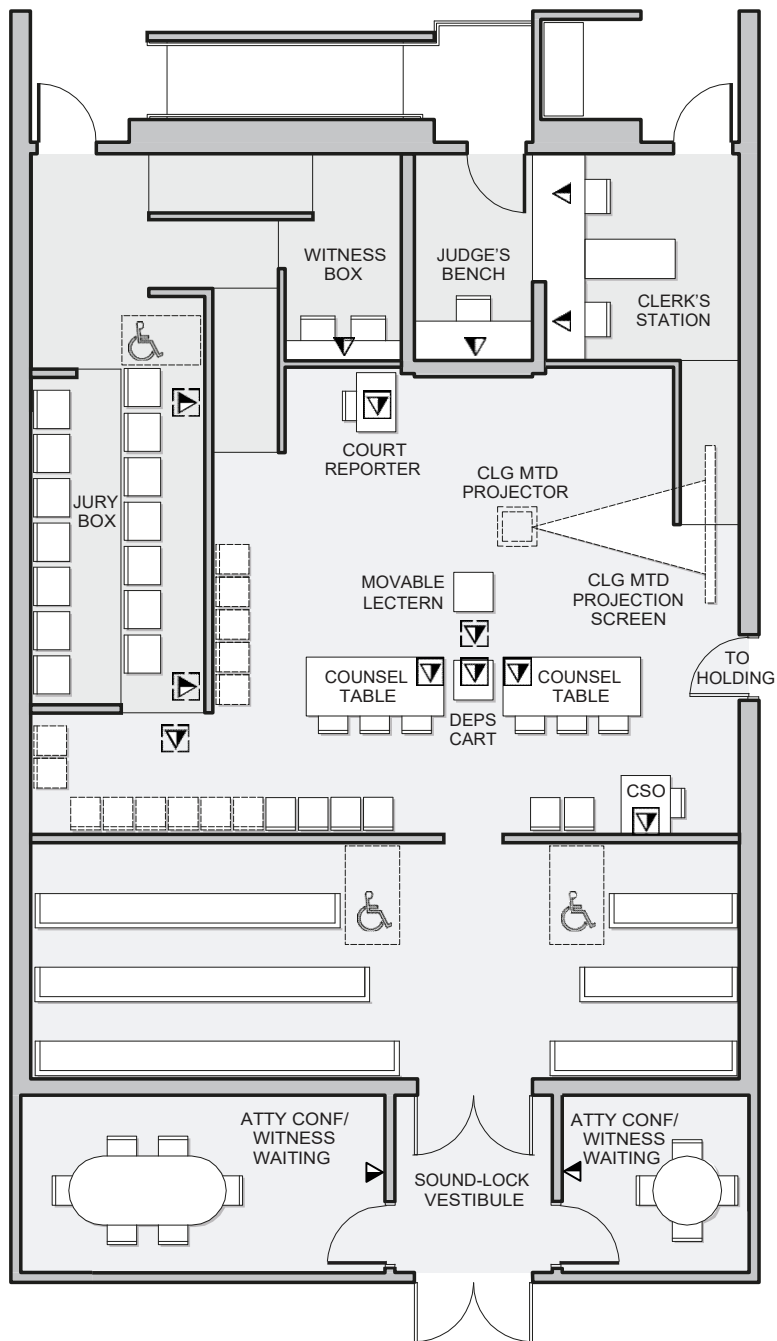 WITNESS
BOX
JUDGE'S
BENCH
CLERK'S
STATION
COURT
REPORTER
CLG MTD
PROJECTOR
JURY
BOX
MOVABLE
LECTERN
CLG MTD
PROJECTION
SCREEN
TO
HOLDING
COUNSEL
TABLE
COUNSEL
TABLE
DEPS
CART
CSO
ATTY CONF/
WITNESS
WAITING
ATTY CONF/
WITNESS
WAITING
SOUND-LOCK
VESTIBULE